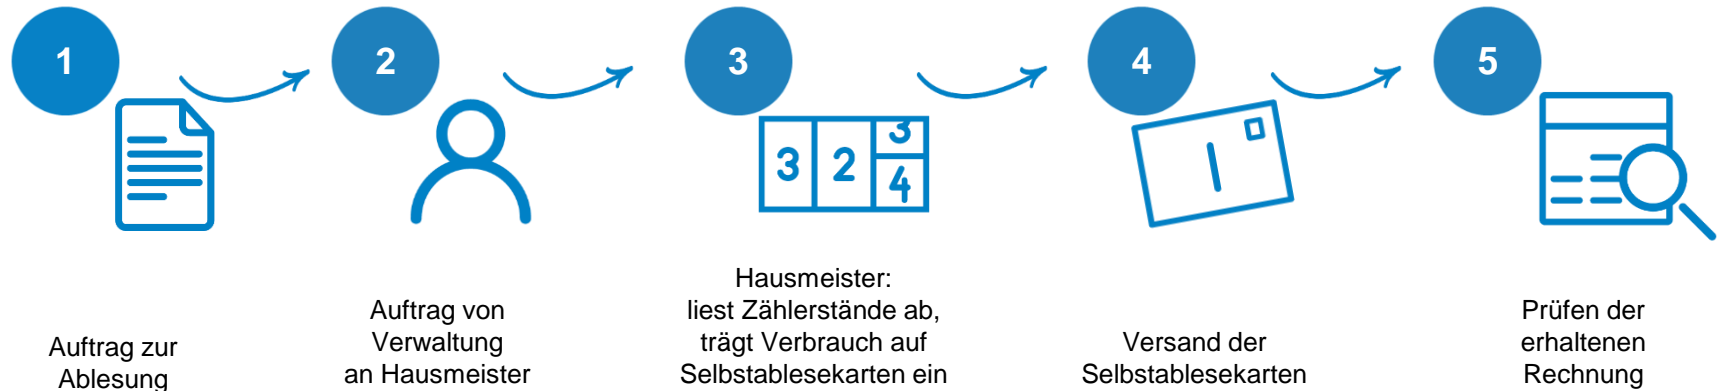 1
2
3
4
5
3 2 3
4
Auftrag zur
Ablesung
Auftrag von
Verwaltung
an Hausmeister
Hausmeister:
liest Zählerstände ab,
trägt Verbrauch auf
Selbstablesekarten ein
Versand der
Selbstablesekarten
Prüfen der
erhaltenen
Rechnung